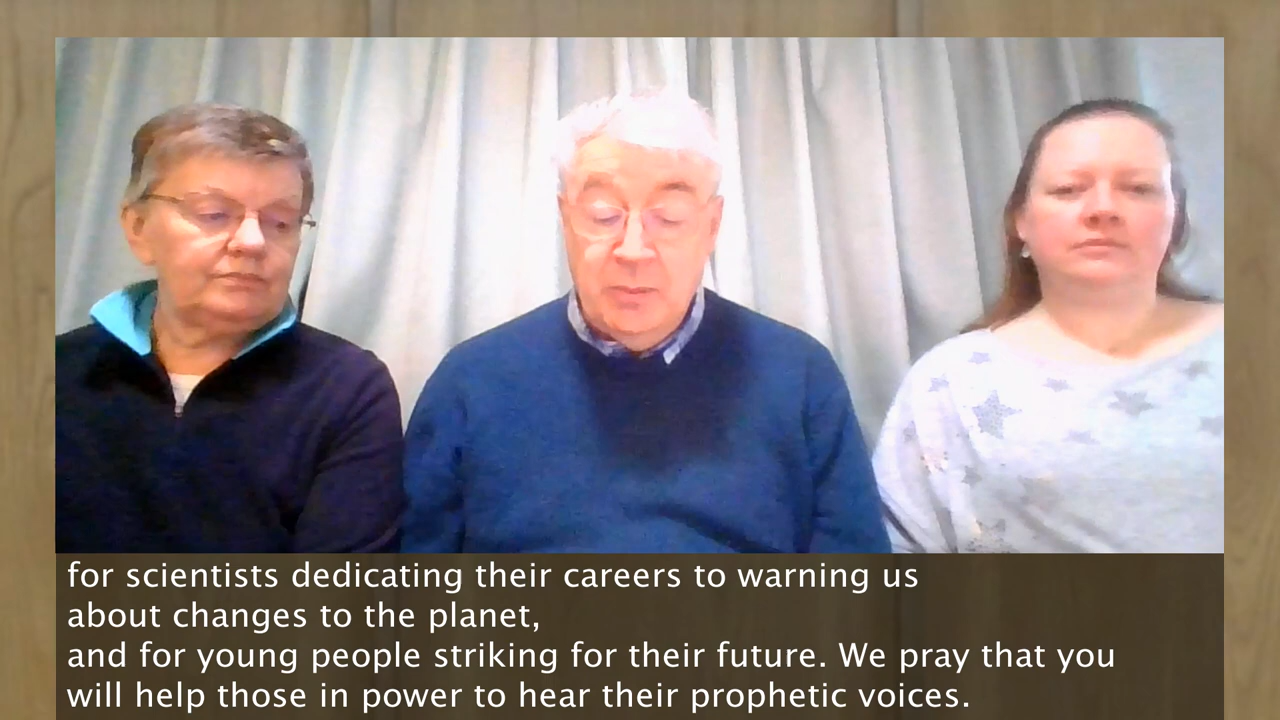 for scientists dedicating their careers to warning us
about changes to the planet,
and for young people striking for their future. We pray that you
will help those in power to hear their prophetic voices.